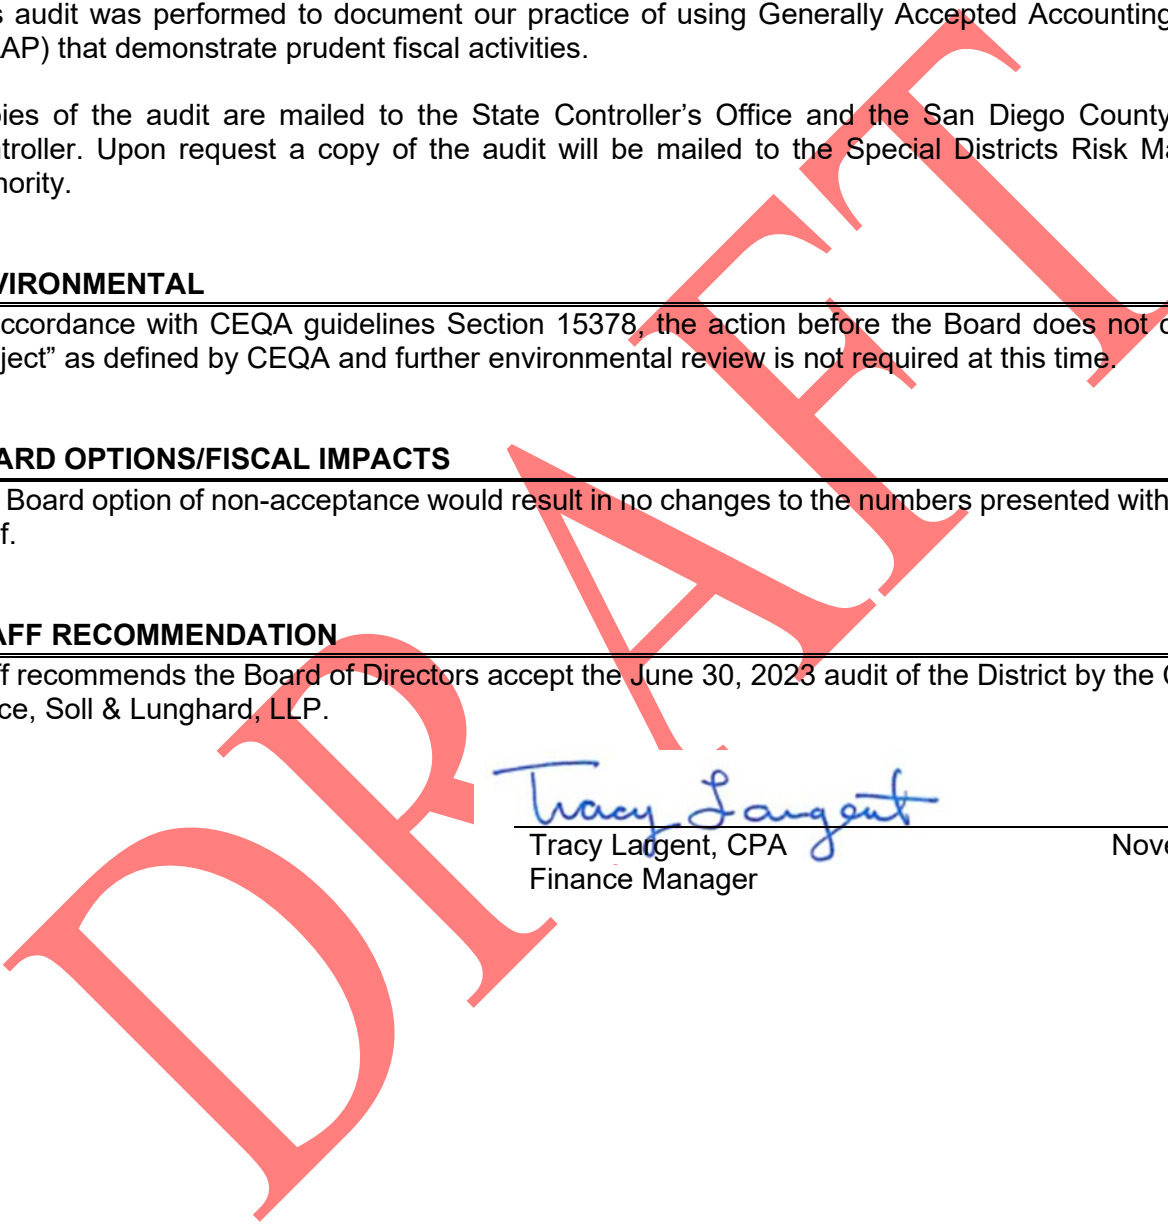 s audit was performed to document our practice of using Generally Accepted Accounting
AP) that demonstrate prudent fiscal activities.
pies of the audit are mailed to the State Controller's Office and the San Diego County
ntroller. Upon request a copy of the audit will be mailed to the Special Districts Risk Ma
hority.
VIRONMENTAL
ccordance with CEQA guidelines Section 15378, the action before the Board does not c
ject” as defined by CEQA and further environmental review is not required at this time.
ARD OPTIONS/FISCAL IMPACTS
Board option of non-acceptance would result in no changes to the numbers presented with
f.
AFF RECOMMENDATION
ff recommends the Board of Directors accept the June 30, 2023 audit of the District by the C
ce, Soll & Lunghard, LLP.
Tracy Largent
Tracy Largent, CPA Nove
Finance Manager
DRAFT